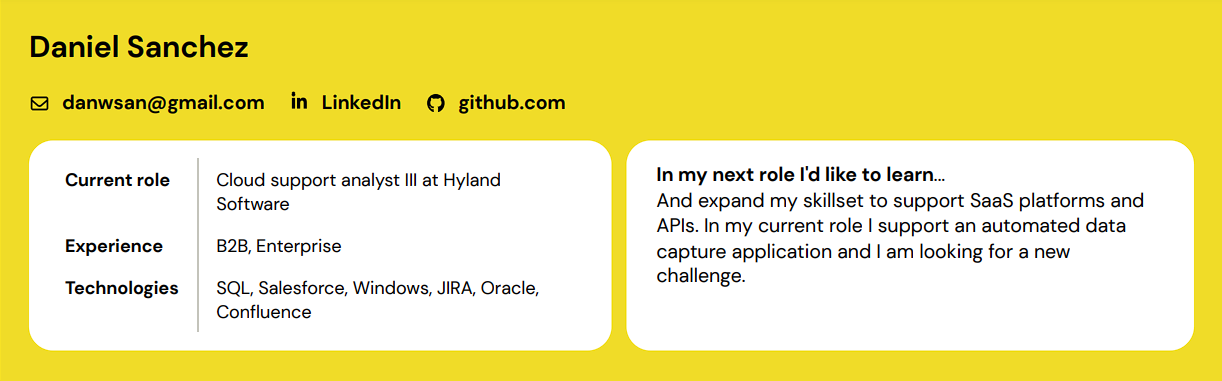 Daniel Sanchez
danwsan@gmail.com in LinkedIn github.com
Current role Cloud support analyst III at Hyland
Software
Experience B2B, Enterprise
Technologies SQL, Salesforce, Windows, JIRA, Oracle,
Confluence
In my next role I'd like to learn...
And expand my skillset to support SaaS platforms and
APIs. In my current role I support an automated data
capture application and I am looking for a new
challenge.